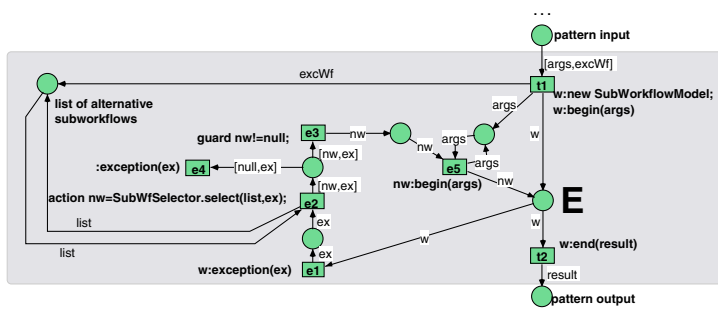 ...
pattern input
[args,excWf]
excWf
t1
w:new SubWorkflowModel;
w:begin(args)
list of alternative
subworkflows
args
guard nw!=null;
e3
nw
nw
args
w
[nw,ex]
:exception(ex)
e4
[null,ex]
e5
args
nw:begin(args)
nw
[nw,ex]
action nw=SubWfSelector.select(list,ex);
e2
E
list
ex
w
w
w:end(result)
list
ex
t2
w:exception(ex)
e1
result
pattern output